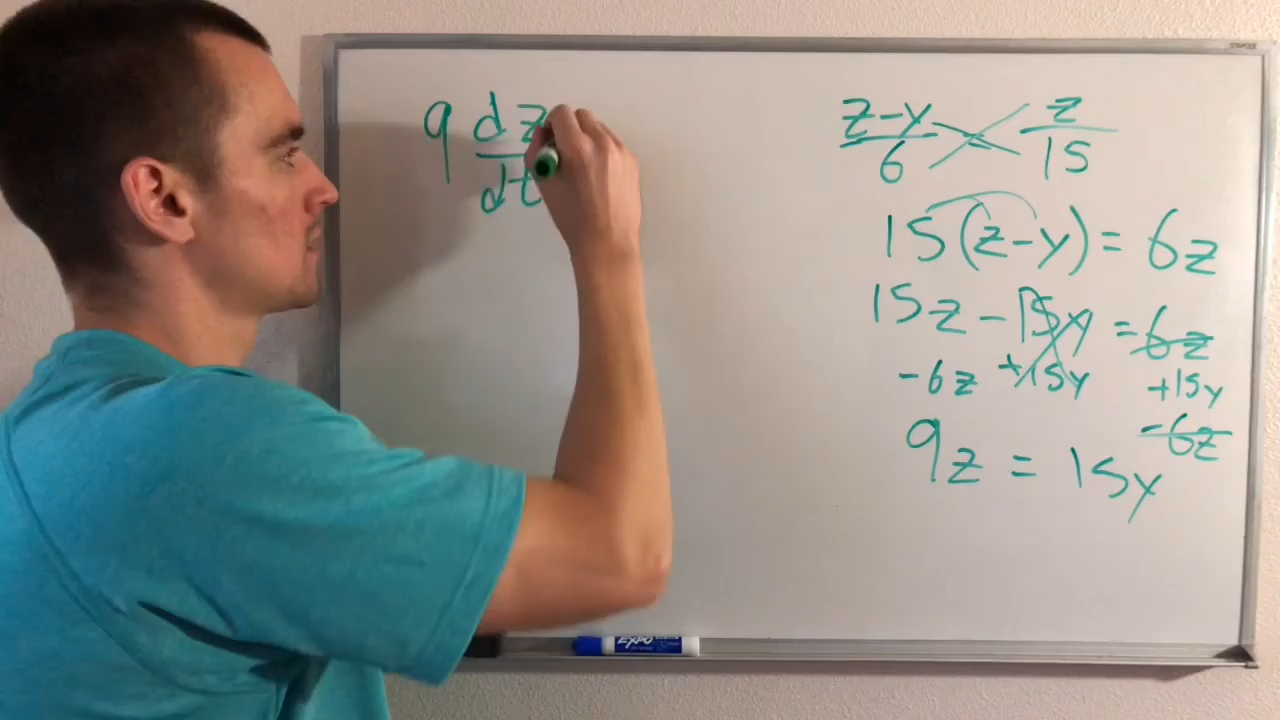 9 dz/dt
(z-y)/6 = z/15
15(z-y) = 6z
15z - 15y = 6z
-6z +15y +15y
-6z
9z = 15y
EXPO